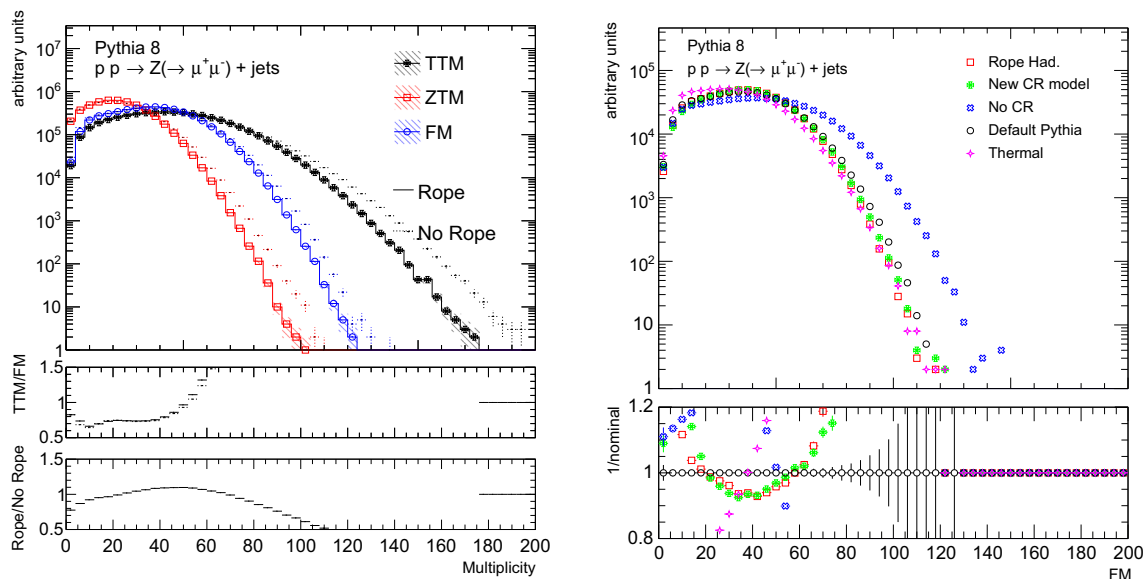 arbitrary units
10⁷
10⁶
10⁵
10⁴
10³
10²
10
1
Pythia 8
p p → Z(→ μ⁺μ⁻) + jets
TTM
ZTM
FM
Rope
No Rope
TTM/FM
1.5
1
0.5
Rope/No Rope
1.5
1
0.5
0 20 40 60 80 100 120 140 160 180 200
Multiplicity
arbitrary units
10⁵
10⁴
10³
10²
10
1
Pythia 8
p p → Z(→ μ⁺μ⁻) + jets
Rope Had.
New CR model
No CR
Default Pythia
Thermal
1/nominal
1.2
1
0.8
0 20 40 60 80 100 120 140 160 180 200
FM